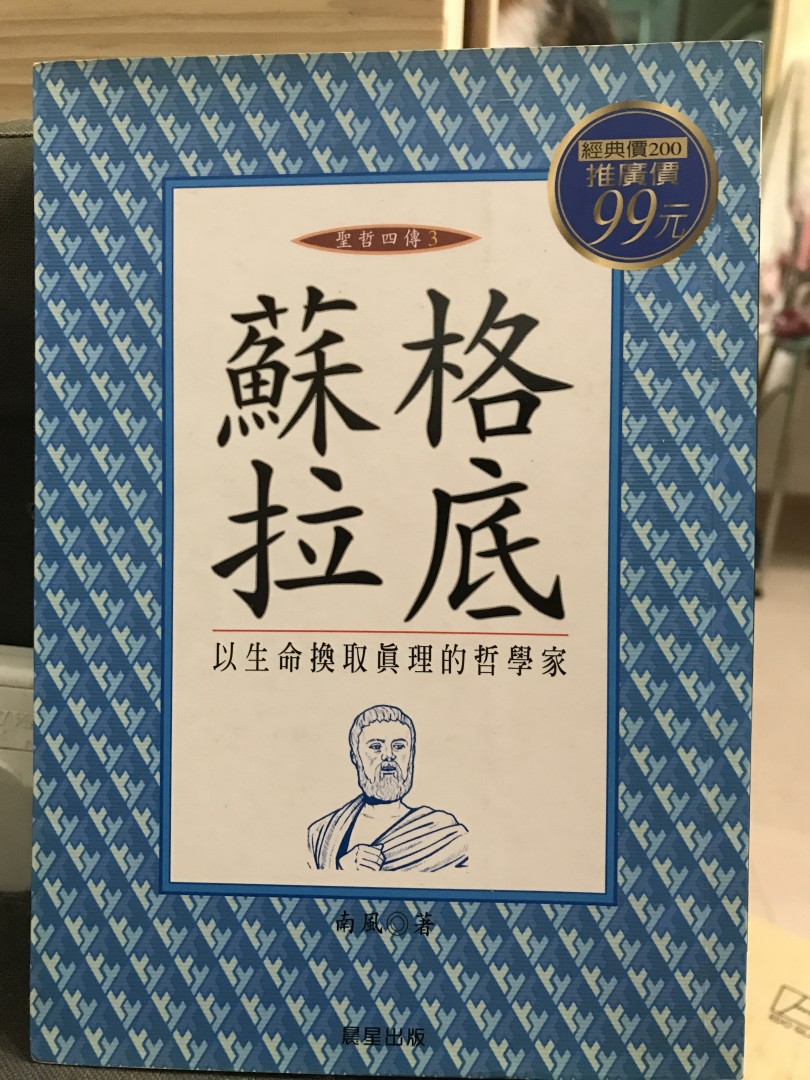 經典價200
推廣價
99元
聖哲四傳3
蘇格
拉底
以生命換取眞理的哲學家
南風◎著
晨星出版